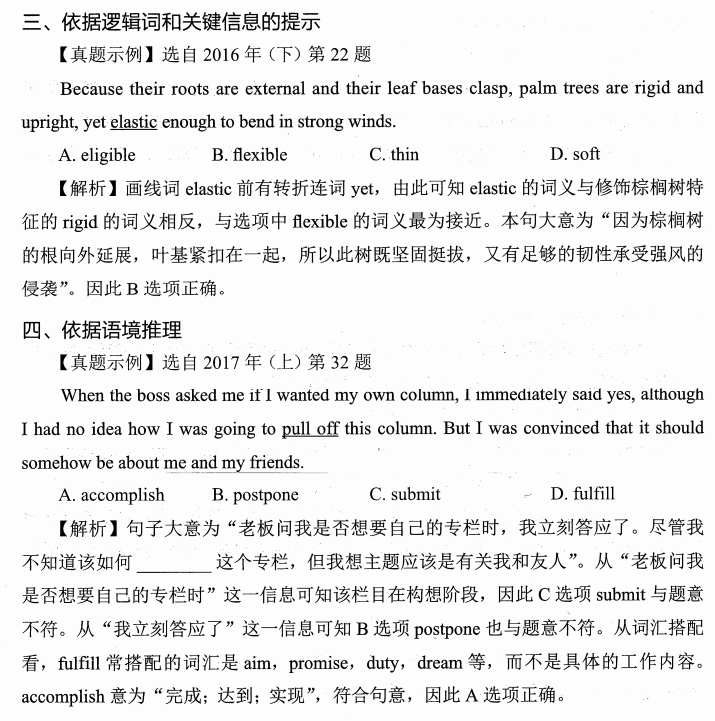 三、依据逻辑词和关键信息的提示
【真题示例】选自 2016 年（下）第 22 题
Because their roots are external and their leaf bases clasp, palm trees are rigid and
upright, yet elastic enough to bend in strong winds.
A. eligible B. flexible C. thin D. soft
【解析】画线词 elastic 前有转折连词 yet，由此可知 elastic 的词义与修饰棕榈树特
征的 rigid 的词义相反，与选项中 flexible 的词义最为接近。本句大意为“因为棕榈树
的根向外延展，叶基紧扣在一起，所以此树既坚固挺拔，又有足够的韧性承受强风的
侵袭”。因此 B 选项正确。
四、依据语境推理
【真题示例】选自 2017 年（上）第 32 题
When the boss asked me if I wanted my own column, I immediately said yes, although
I had no idea how I was going to pull off this column. But I was convinced that it should
somehow be about me and my friends.
A. accomplish B. postpone C. submit D. fulfill
【解析】句子大意为“老板问我是否想要自己的专栏时，我立刻答应了。尽管我
不知道该如何 ________ 这个专栏，但我想主题应该是有关我和友人”。从“老板问我
是否想要自己的专栏时”这一信息可知该栏目在构想阶段，因此 C 选项 submit 与题意
不符。从“我立刻答应了”这一信息可知 B 选项 postpone 也与题意不符。从词汇搭配
看，fulfill 常搭配的词汇是 aim，promise，duty，dream 等，而不是具体的工作内容。
accomplish 意为“完成；达到；实现”，符合句意，因此 A 选项正确。